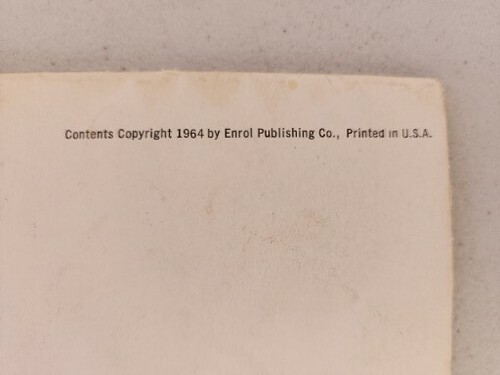 Contents Copyright 1964 by Enrol Publishing Co., Printed in U.S.A.